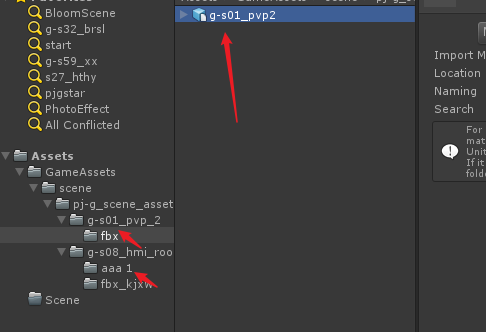 BloomScene
g-s32_brsl
start
g-s59_xx
s27_hthy
pjgstar
PhotoEffect
All Conflicted
Assets
GameAssets
scene
pj-g_scene_asset
g-s01_pvp_2
fbx
g-s08_hmi_roo
aaa 1
fbx_kjxw
Scene
g-s01_pvp2
Import M
Location
Naming
Search
For
mat
Unit
If it
folde